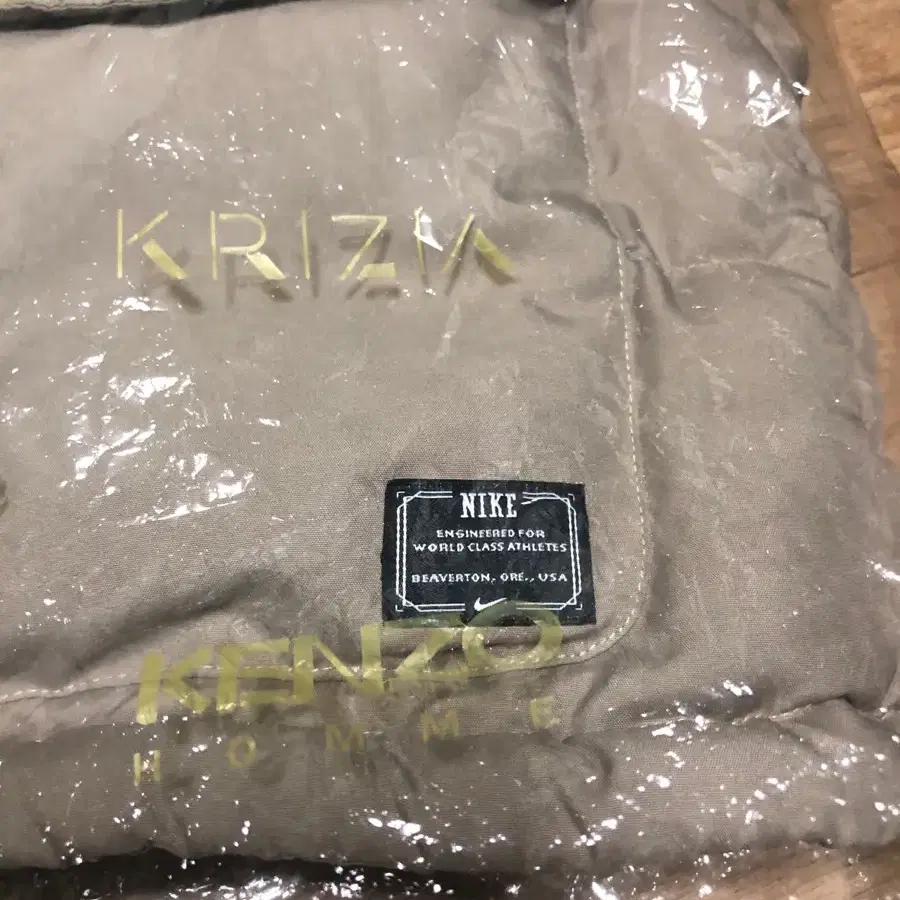 KRIZIA
NIKE
ENGINEERED FOR
WORLD CLASS ATHLETES
BEAVERTON, ORE., USA
KENZO
HOMME